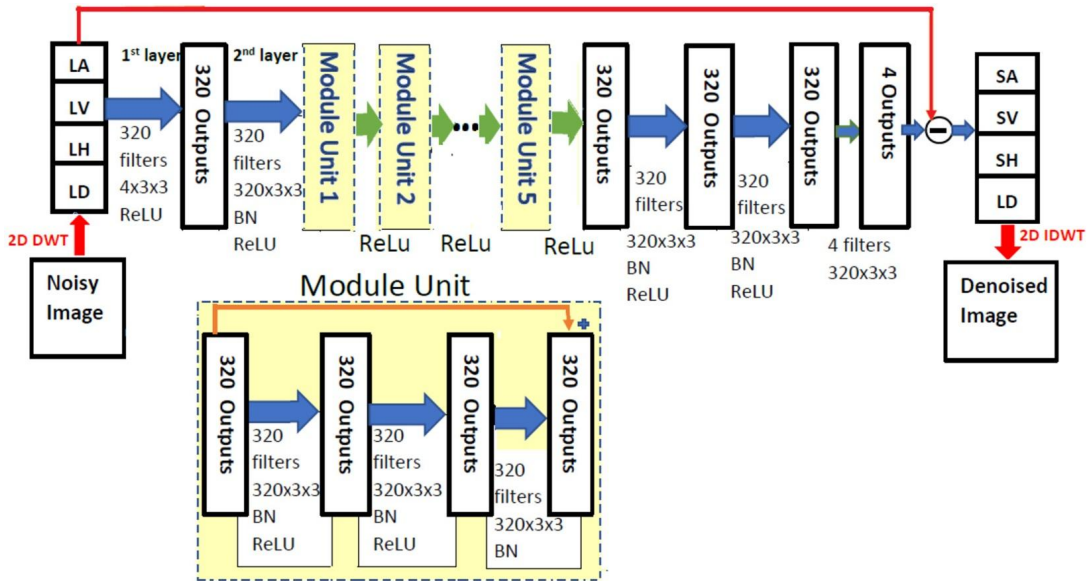 LA
LV
LH
LD
2D DWT
Noisy
Image
1st layer
320
filters
4x3x3
ReLU
320 Outputs
2nd layer
320
filters
320x3x3
BN
ReLU
Module Unit 1
ReLu
Module Unit 2
ReLu
Module Unit 5
ReLu
320 Outputs
320
filters
320x3x3
BN
ReLU
320 Outputs
320
filters
320x3x3
BN
ReLU
320 Outputs
4 filters
320x3x3
4 Outputs
SA
SV
SH
LD
2D IDWT
Denoised
Image
Module Unit
320 Outputs
320
filters
320x3x3
BN
ReLU
320 Outputs
320
filters
320x3x3
BN
ReLU
320 Outputs
320
filters
320x3x3
BN
320 Outputs